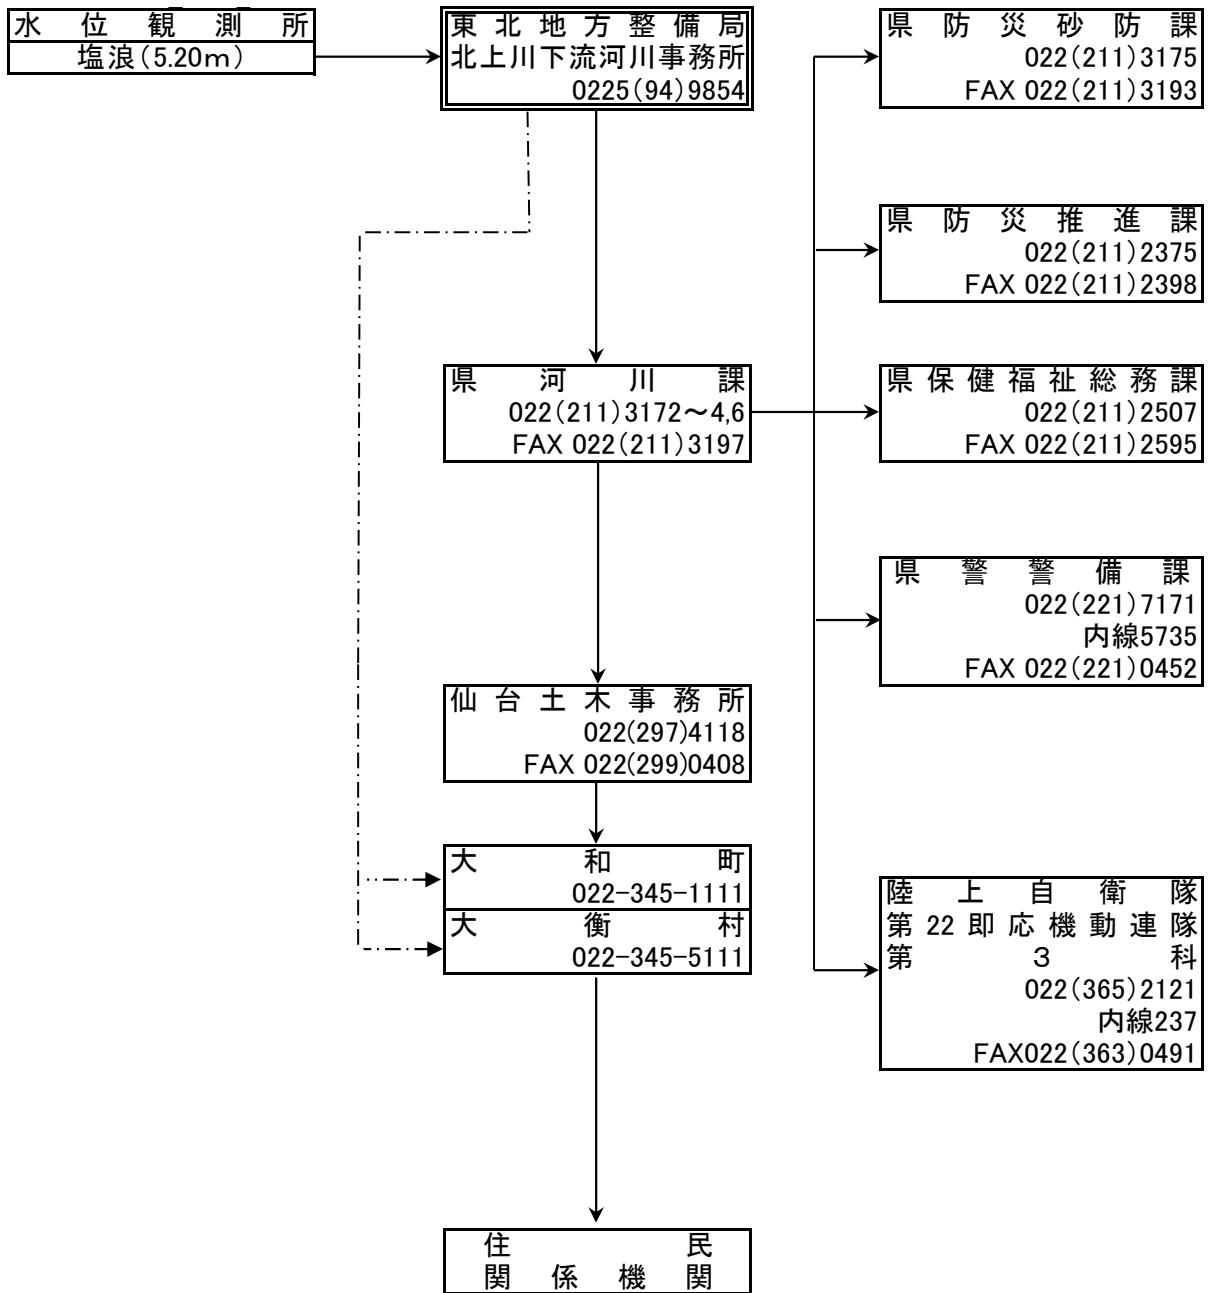 水位観測所
塩浪(5.20m)
東北地方整備局
北上川下流河川事務所
0225(94)9854
県河川課
022(211)3172～4,6
FAX 022(211)3197
仙台土木事務所
022(297)4118
FAX 022(299)0408
大和町
022-345-1111
大衡村
022-345-5111
住民
関係機関
県防災砂防課
022(211)3175
FAX 022(211)3193
県防災推進課
022(211)2375
FAX 022(211)2398
県保健福祉総務課
022(211)2507
FAX 022(211)2595
県警警備課
022(221)7171
内線5735
FAX 022(221)0452
陸上自衛隊
第22即応機動連隊
第3科
022(365)2121
内線237
FAX022(363)0491